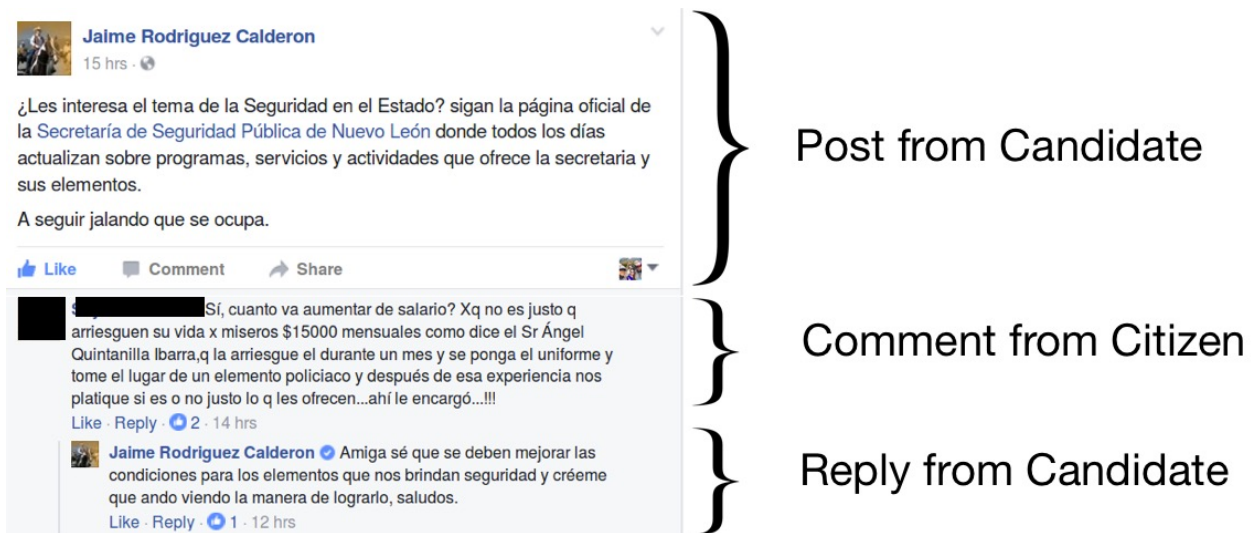 Jaime Rodriguez Calderon
15 hrs ·
¿Les interesa el tema de la Seguridad en el Estado? sigan la página oficial de
la Secretaría de Seguridad Pública de Nuevo León donde todos los días
actualizan sobre programas, servicios y actividades que ofrece la secretaria y
sus elementos.
A seguir jalando que se ocupa.
Like Comment Share
Post from Candidate
Sí, cuanto va aumentar de salario? Xq no es justo q
arriesguen su vida x miseros $15000 mensuales como dice el Sr Ángel
Quintanilla Ibarra,q la arriesgue el durante un mes y se ponga el uniforme y
tome el lugar de un elemento policiaco y después de esa experiencia nos
platique si es o no justo lo q les ofrecen...ahí le encargó...!!!
Like · Reply · 2 · 14 hrs
Comment from Citizen
Jaime Rodriguez Calderon Amiga sé que se deben mejorar las
condiciones para los elementos que nos brindan seguridad y créeme
que ando viendo la manera de lograrlo, saludos.
Like · Reply · 1 · 12 hrs
Reply from Candidate